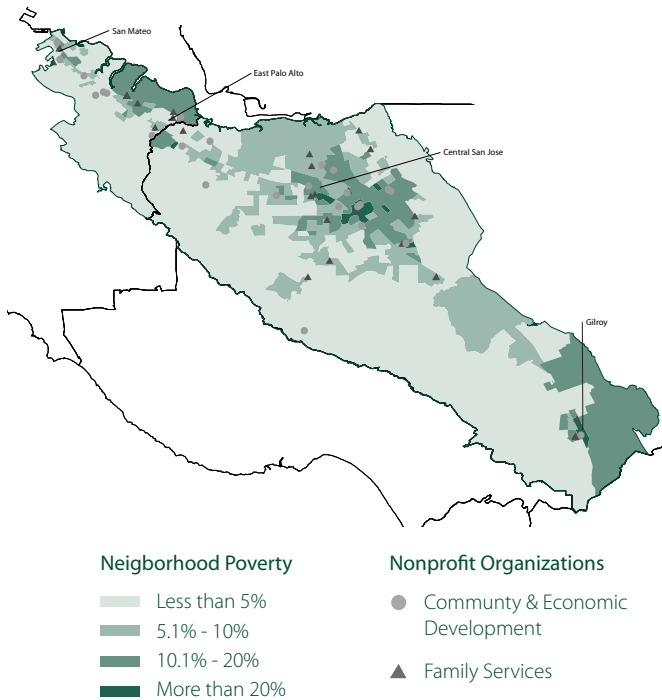 San Mateo
East Palo Alto
Central San Jose
Gilroy
Neigborhood Poverty
Less than 5%
5.1% - 10%
10.1% - 20%
More than 20%
Nonprofit Organizations
Communty & Economic
Development
Family Services